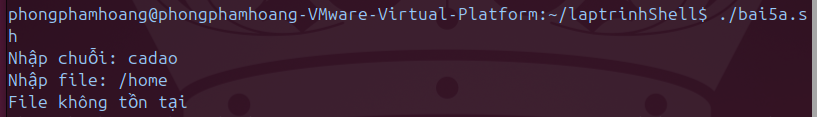 phongphamhoang@phongphamhoang-VMware-Virtual-Platform:~/laptrinhShell$ ./bai5a.s
h
Nhập chuỗi: cadao
Nhập file: /home
File không tồn tại